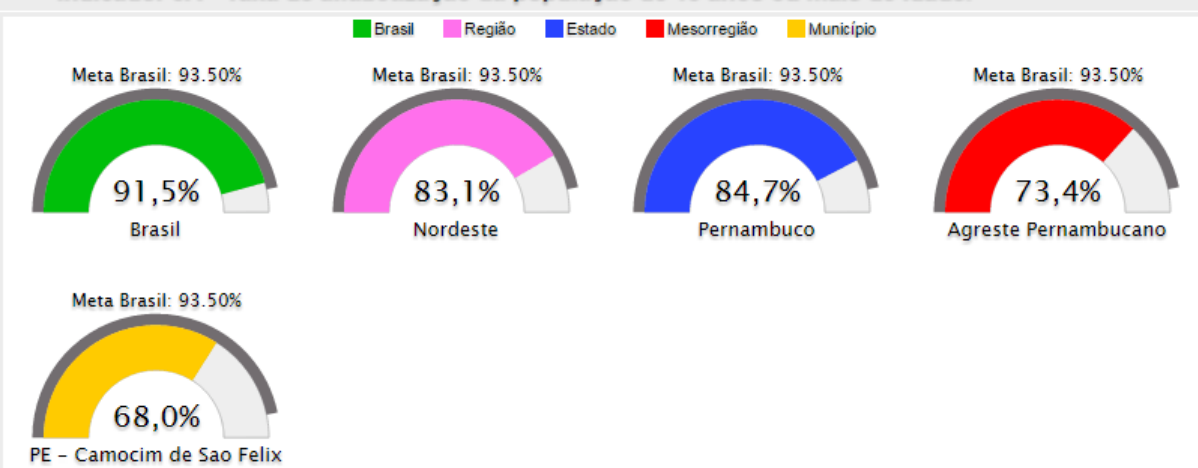 Brasil Região Estado Mesorregião Município
Meta Brasil: 93.50% Meta Brasil: 93.50% Meta Brasil: 93.50% Meta Brasil: 93.50%
91,5% 83,1% 84,7% 73,4%
Brasil Nordeste Pernambuco Agreste Pernambucano
Meta Brasil: 93.50%
68,0%
PE – Camocim de Sao Felix